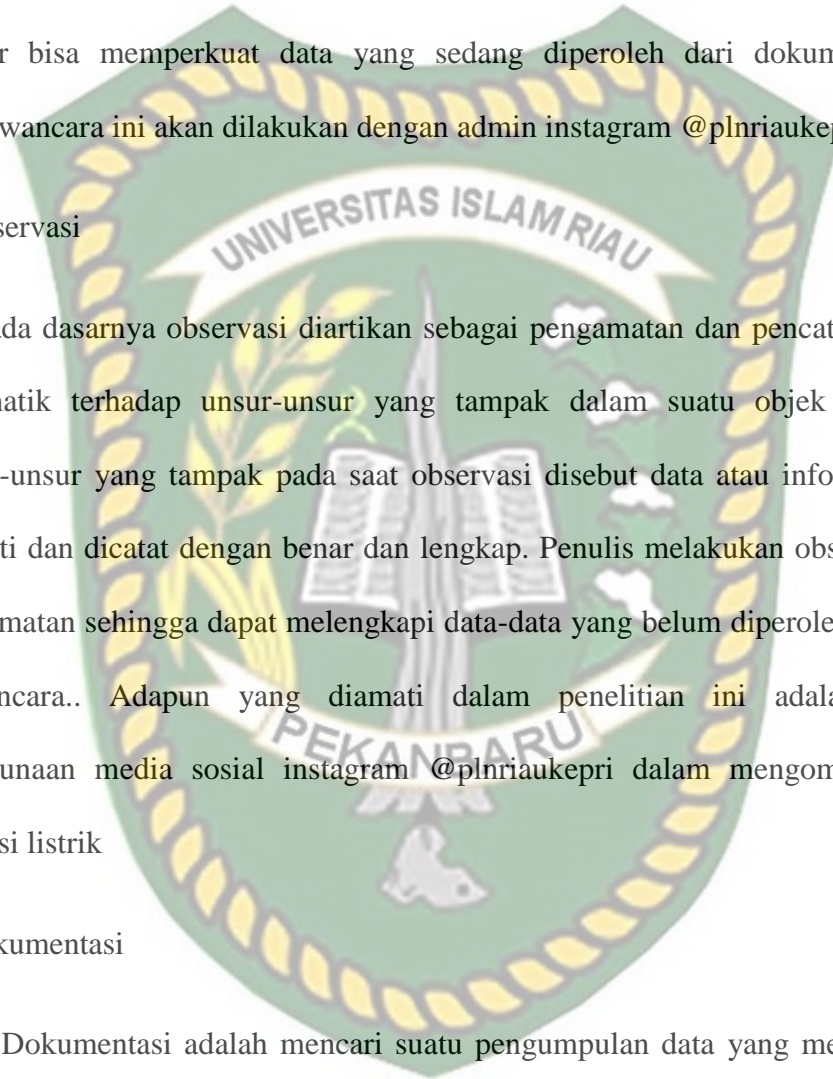 r bisa memperkuat data yang sedang diperoleh dari dokum
wancara ini akan dilakukan dengan admin instagram @plnriaukep
servasi
UNIVERSITAS ISLAM RIAU
ada dasarnya observasi diartikan sebagai pengamatan dan pencat
natik terhadap unsur-unsur yang tampak dalam suatu objek
-unsur yang tampak pada saat observasi disebut data atau info
ti dan dicatat dengan benar dan lengkap. Penulis melakukan obs
matan sehingga dapat melengkapi data-data yang belum diperole
ncara.. Adapun yang diamati dalam penelitian ini adala
PEKANBARU
unaan media sosial instagram @plnriaukepri dalam mengom
si listrik
kumentasi
Dokumentasi adalah mencari suatu pengumpulan data yang me